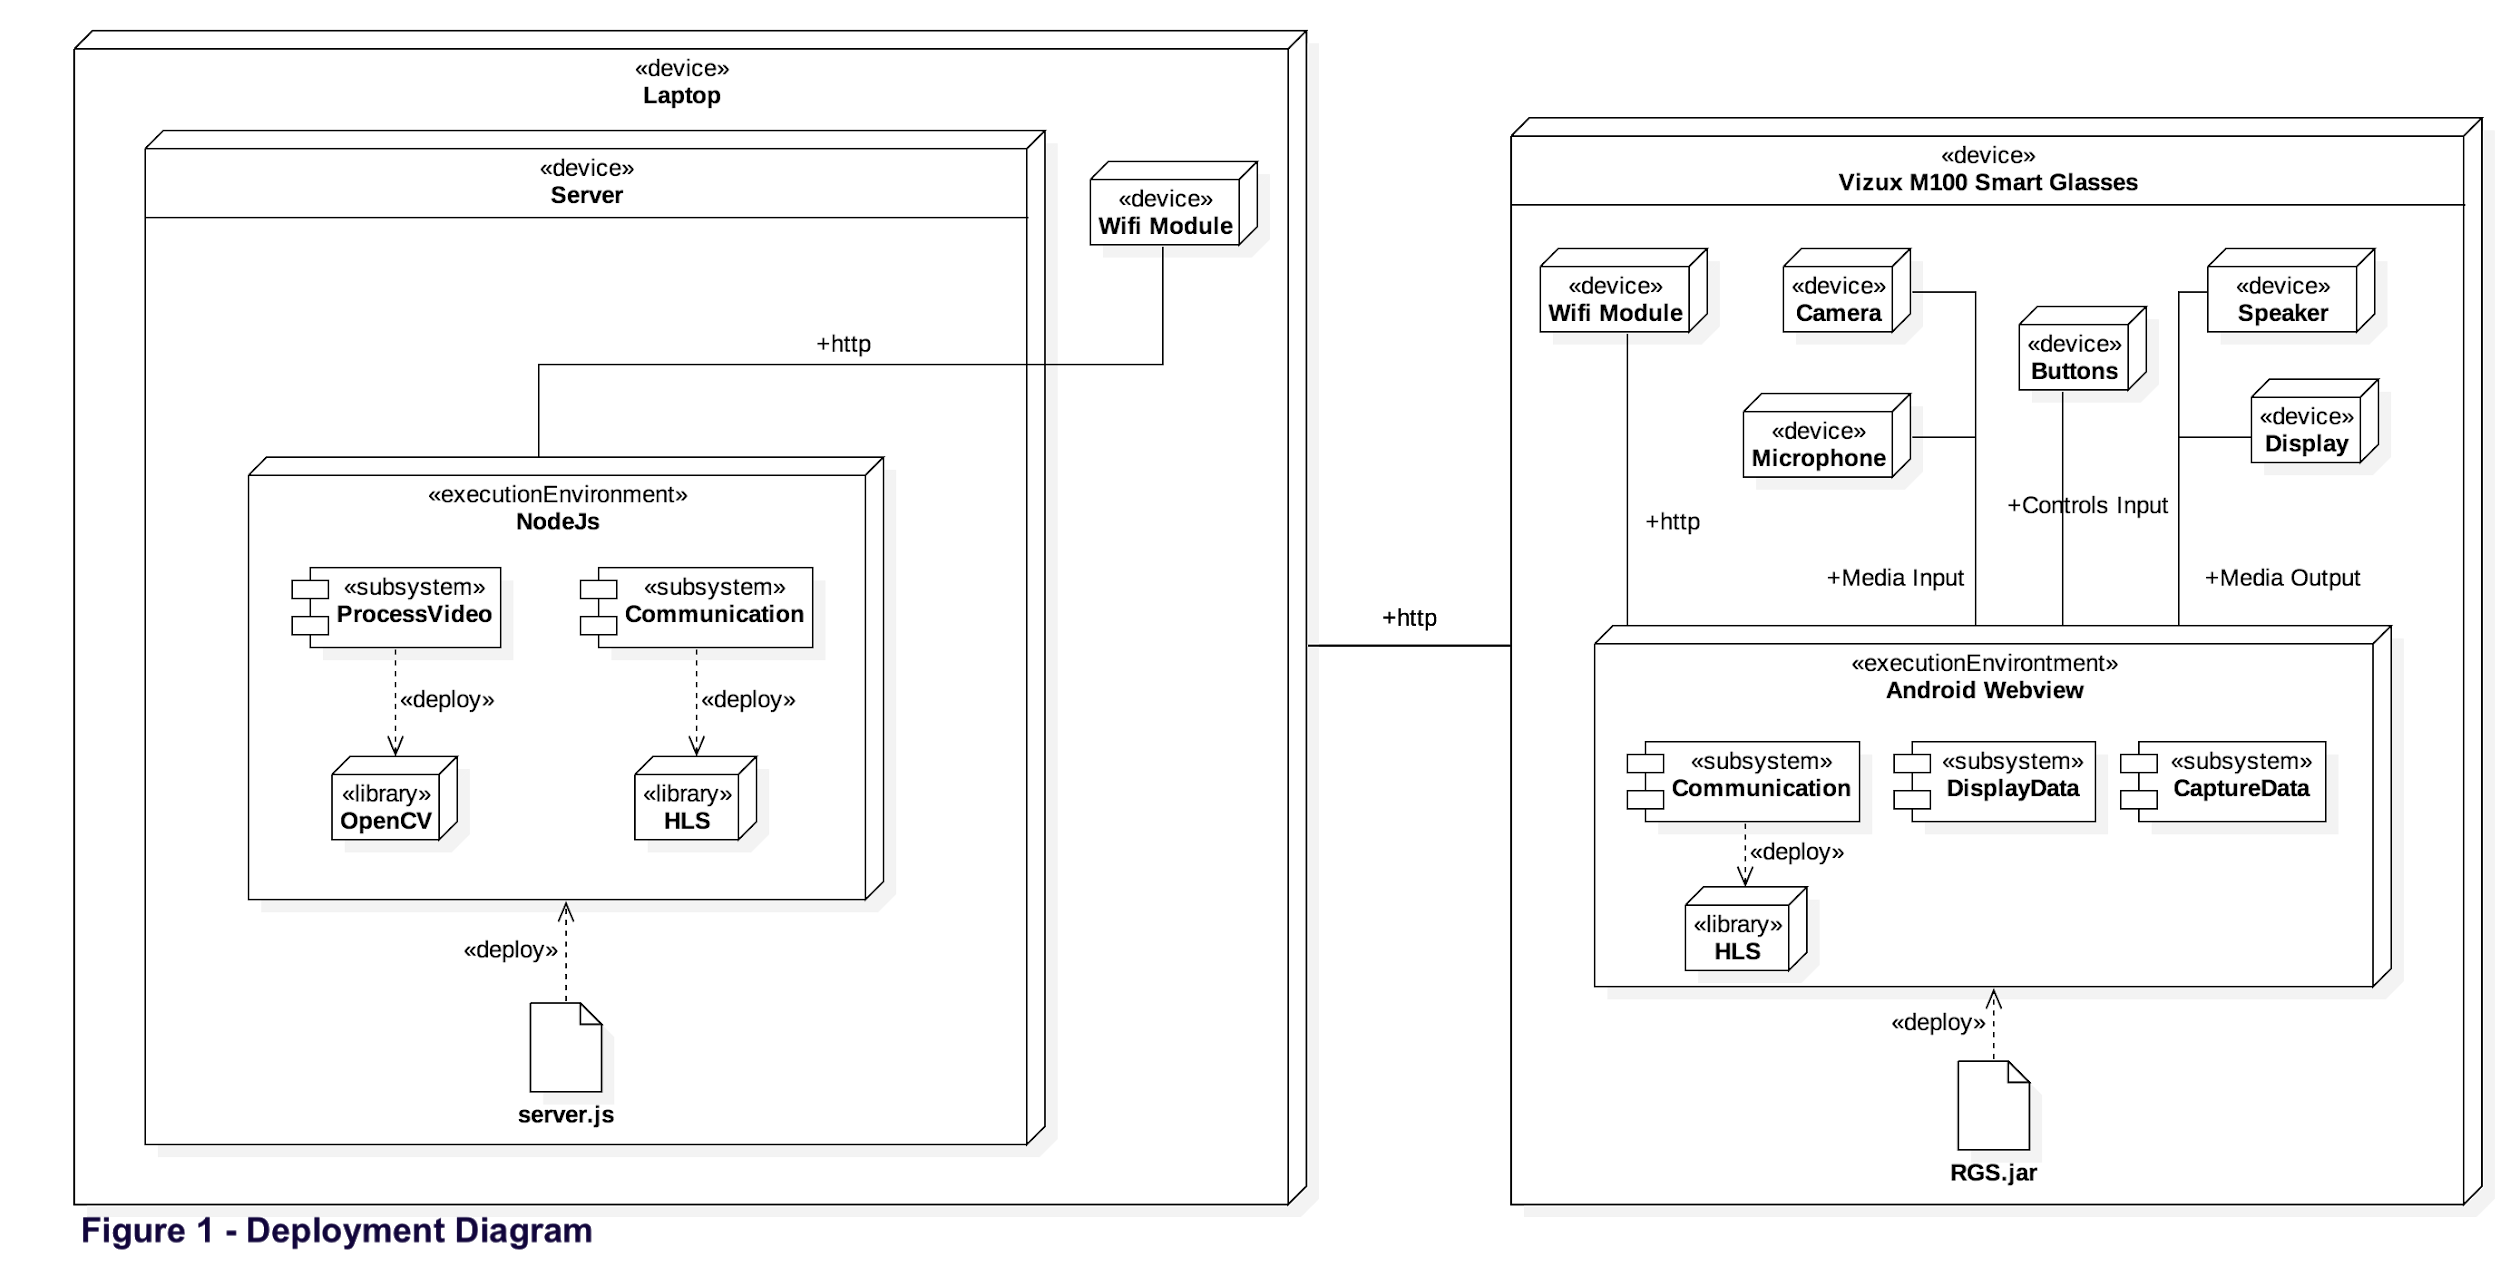 «device»
Laptop
«device»
Server
«device»
Wifi Module
+http
«executionEnvironment»
NodeJs
«subsystem»
ProcessVideo
«subsystem»
Communication
«deploy»
«deploy»
«library»
OpenCV
«library»
HLS
«deploy»
server.js
+http
«device»
Vizux M100 Smart Glasses
«device»
Wifi Module
«device»
Camera
«device»
Speaker
«device»
Buttons
«device»
Microphone
«device»
Display
+http
+Controls Input
+Media Input
+Media Output
«executionEnvirontment»
Android Webview
«subsystem»
Communication
«subsystem»
DisplayData
«subsystem»
CaptureData
«deploy»
«library»
HLS
«deploy»
RGS.jar
Figure 1 - Deployment Diagram